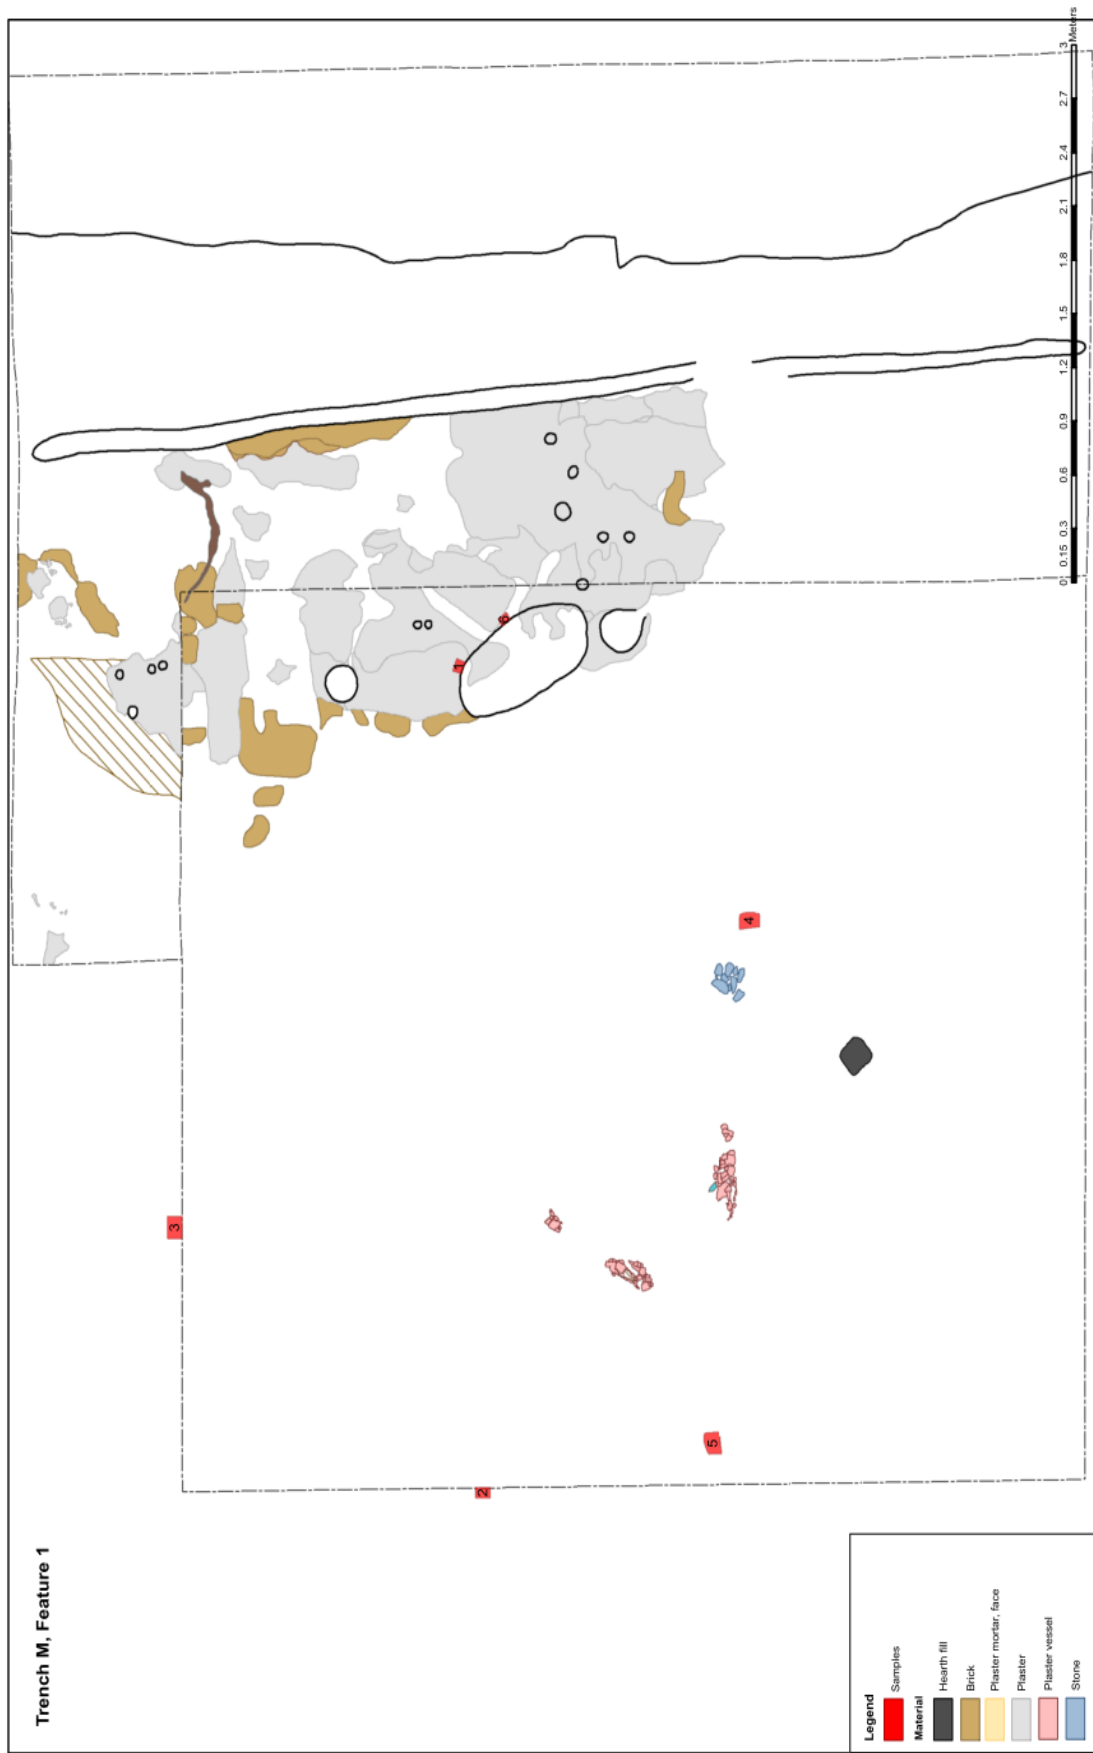 Trench M, Feature 1
3
2
5
4
1
6
0 0.15 0.3 0.6 0.9 1.2 1.5 1.8 2.1 2.4 2.7 3
Meters
Legend
Samples
Material
Hearth fill
Brick
Plaster mortar, face
Plaster
Plaster vessel
Stone